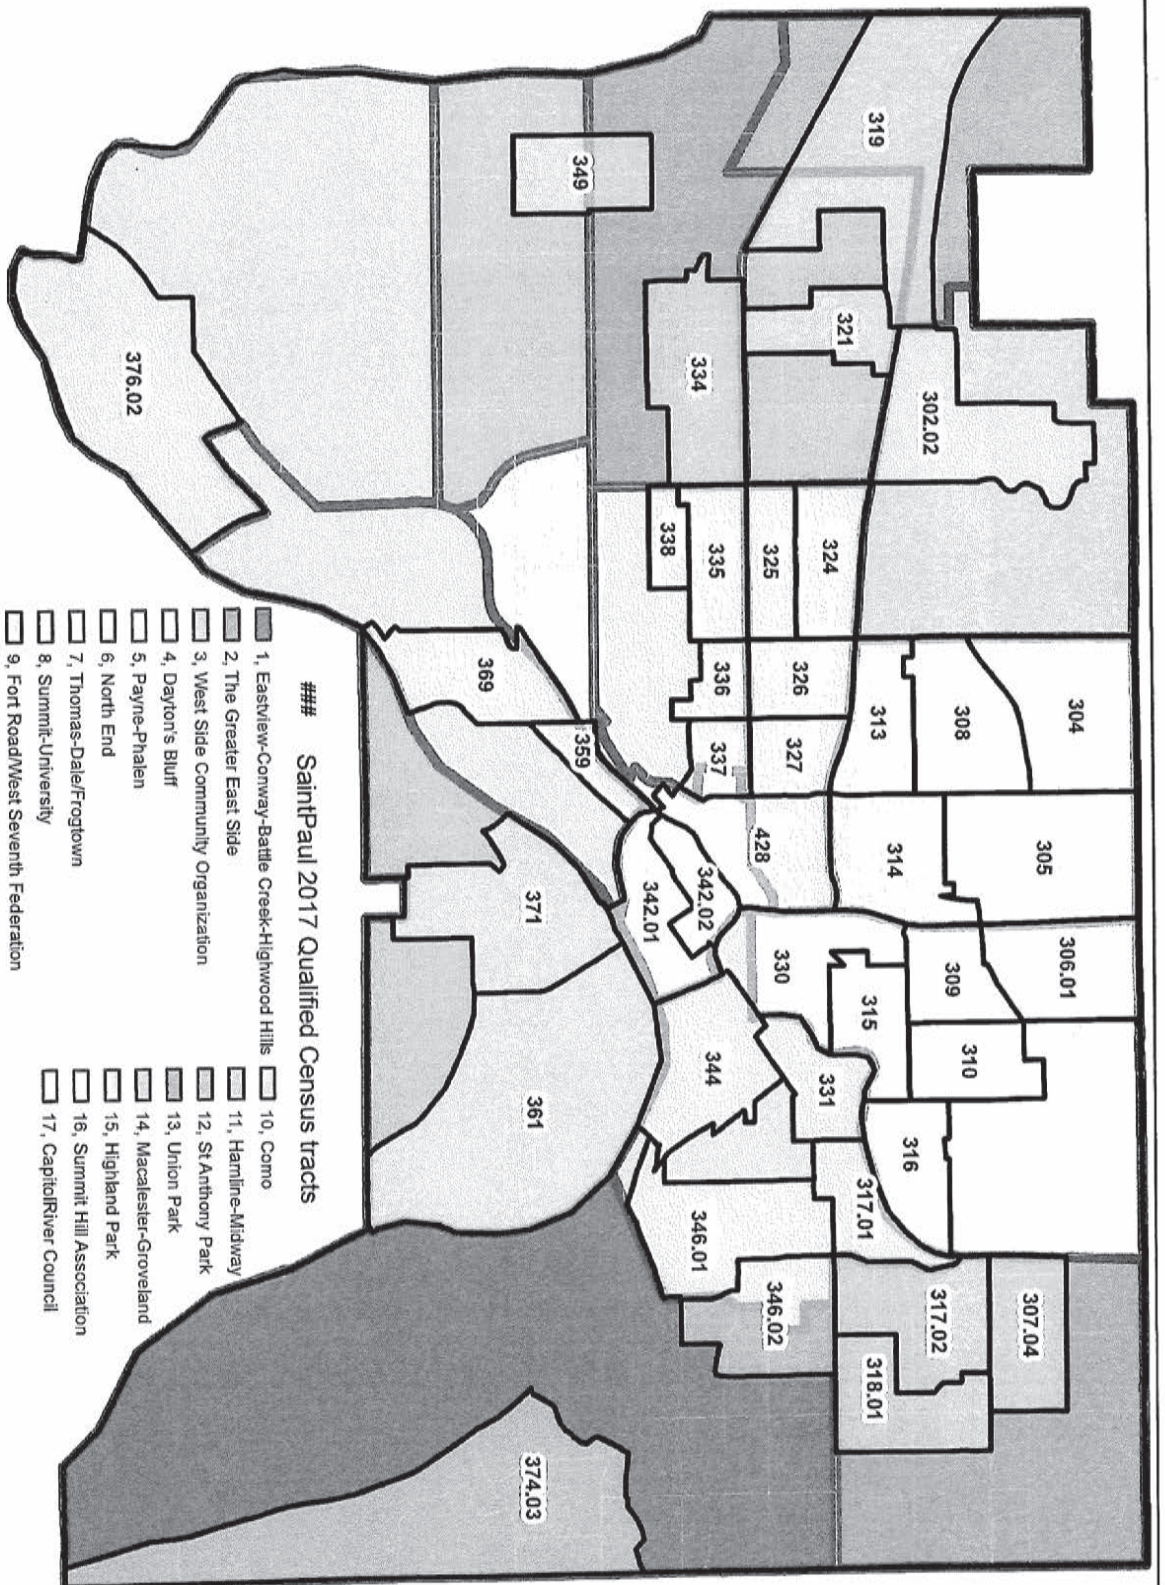 304
306.01
305
307.04
308
310
309
317.02
302.02
316
314
319
313
315
317.01
318.01
321
324
331
326
327
330
346.02
325
428
335
336
337
344
334
342.02
346.01
338
342.01
349
359
371
361
374.03
369
376.02
### SaintPaul 2017 Qualified Census tracts
1, Eastview-Conway-Battle Creek-Highwood Hills
2, The Greater East Side
3, West Side Community Organization
4, Dayton's Bluff
5, Payne-Phalen
6, North End
7, Thomas-Dale/Frogtown
8, Summit-University
9, Fort Road/West Seventh Federation
10, Como
11, Hamline-Midway
12, St Anthony Park
13, Union Park
14, Macalester-Groveland
15, Highland Park
16, Summit Hill Association
17, CapitolRiver Council